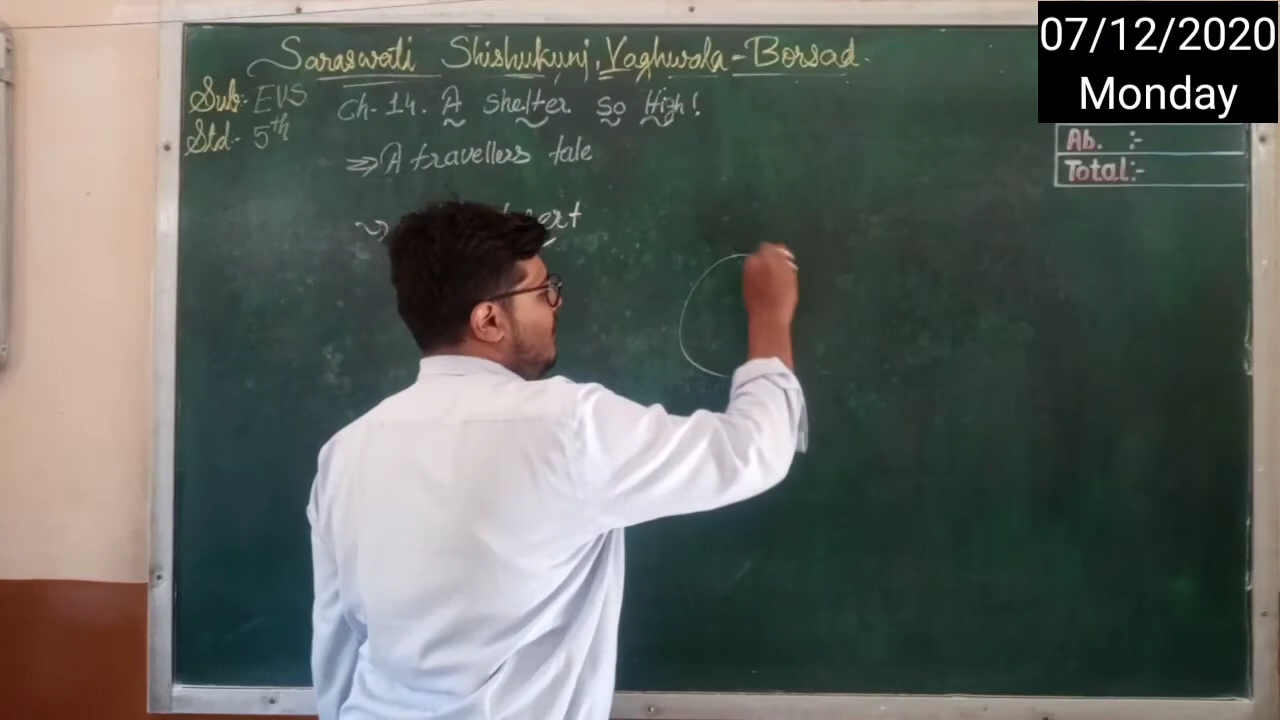 Saraswati Shishukunj, Vaghwala - Borsad.
Sub:- EVS
Std:- 5th
Ch-14. A shelter so High!
⇒ A travellers tale
07/12/2020
Monday
Ab. :-
Total:-